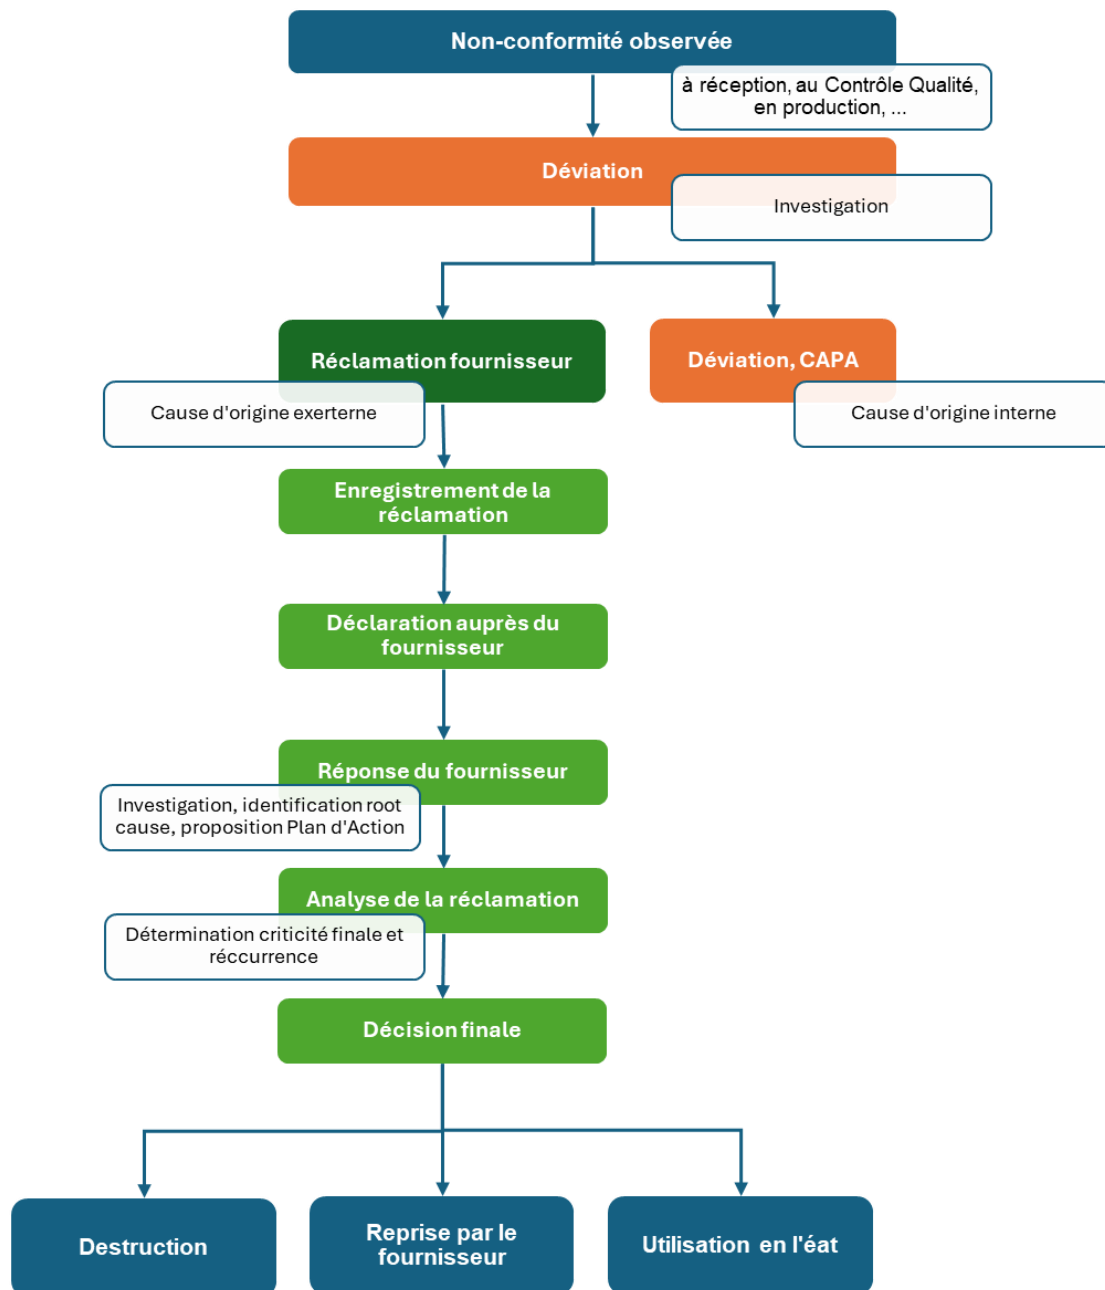 Non-conformité observée
à réception, au Contrôle Qualité,
en production, ...
Déviation
Investigation
Réclamation fournisseur
Déviation, CAPA
Cause d'origine exerterne
Cause d'origine interne
Enregistrement de la
réclamation
Déclaration auprès du
fournisseur
Réponse du fournisseur
Investigation, identification root
cause, proposition Plan d'Action
Analyse de la réclamation
Détermination criticité finale et
réccurrence
Décision finale
Destruction
Reprise par le
fournisseur
Utilisation en l'éat